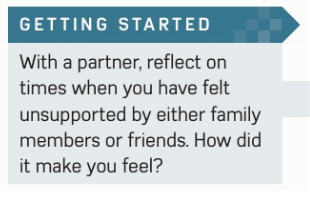 GETTING STARTED
With a partner, reflect on
times when you have felt
unsupported by either family
members or friends. How did
it make you feel?